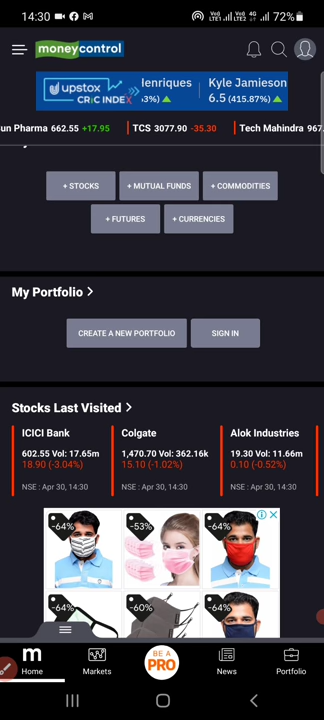 14:30
Vo) LTE1 Vo) LTE2 4G 72%
moneycontrol
upstox CRIC INDEX
lenriques
3%)
Kyle Jamieson
6.5 (415.87%)
un Pharma 662.55 +17.95
TCS 3077.90 -35.30
Tech Mahindra 967.
+ STOCKS
+ MUTUAL FUNDS
+ COMMODITIES
+ FUTURES
+ CURRENCIES
My Portfolio >
CREATE A NEW PORTFOLIO
SIGN IN
Stocks Last Visited >
ICICI Bank
602.55 Vol: 17.65m
18.90 (-3.04%)
NSE : Apr 30, 14:30
Colgate
1,470.70 Vol: 362.16k
15.10 (-1.02%)
NSE : Apr 30, 14:30
Alok Industries
19.30 Vol: 11.66m
0.10 (-0.52%)
NSE : Apr 30, 14:30
-64%
-53%
-64%
-64%
-60%
-64%
m
Home
Markets
BE A
PRO
News
Portfolio